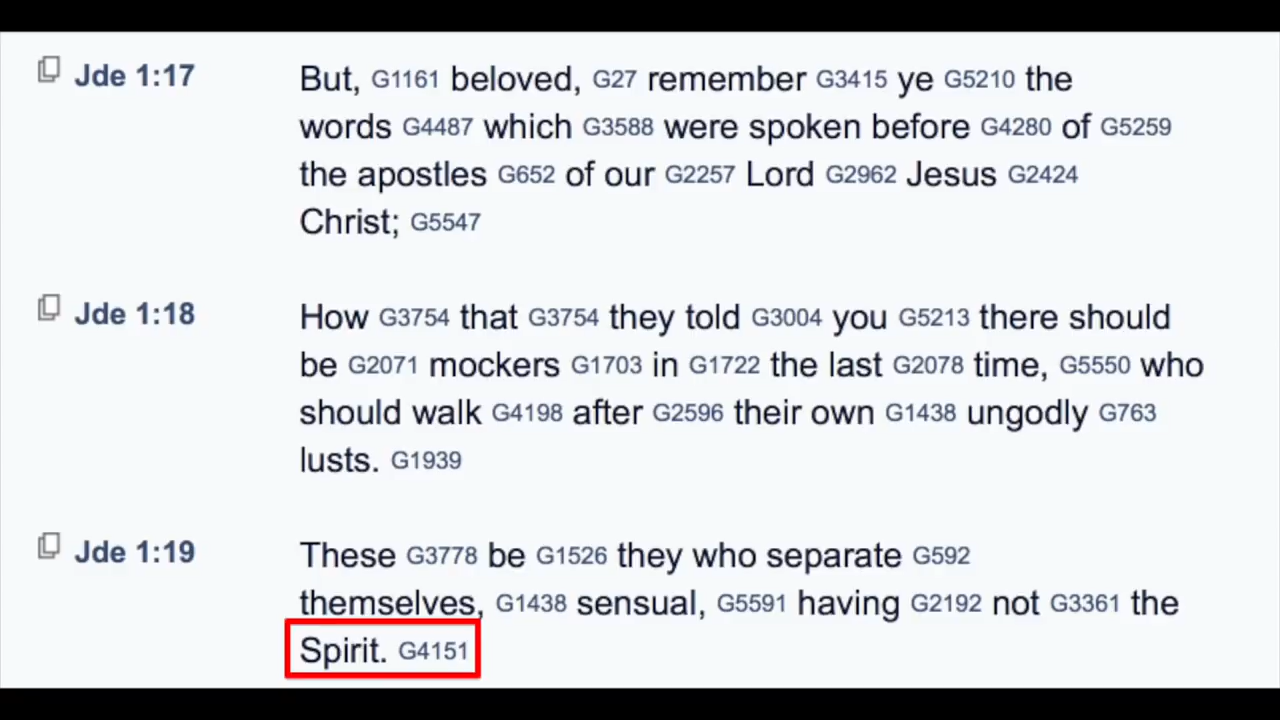 Jde 1:17 But, G1161 beloved, G27 remember G3415 ye G5210 the
words G4487 which G3588 were spoken before G4280 of G5259
the apostles G652 of our G2257 Lord G2962 Jesus G2424
Christ; G5547
Jde 1:18 How G3754 that G3754 they told G3004 you G5213 there should
be G2071 mockers G1703 in G1722 the last G2078 time, G5550 who
should walk G4198 after G2596 their own G1438 ungodly G763
lusts. G1939
Jde 1:19 These G3778 be G1526 they who separate G592
themselves, G1438 sensual, G5591 having G2192 not G3361 the
Spirit. G4151